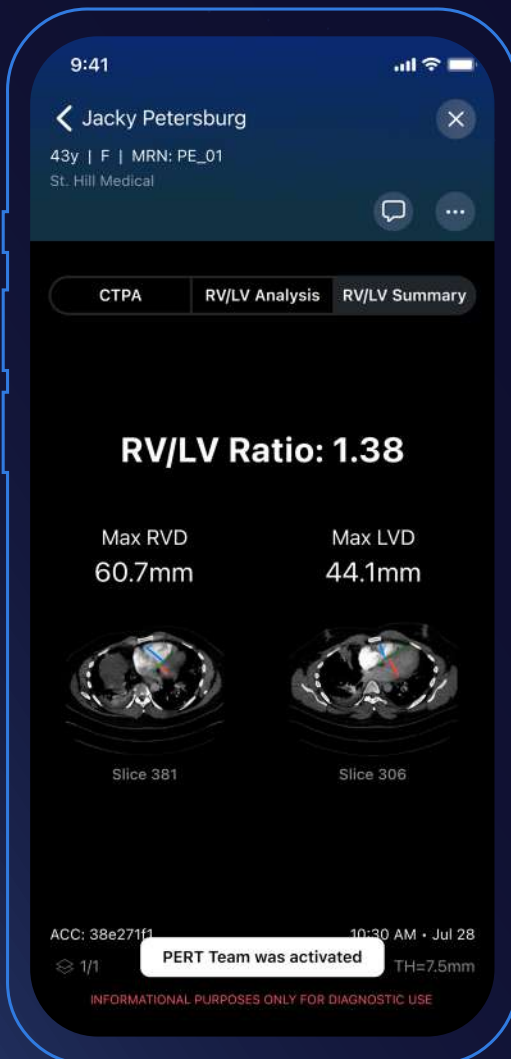 9:41
Jacky Petersburg
43y | F | MRN: PE_01
St. Hill Medical
CTPA RV/LV Analysis RV/LV Summary
RV/LV Ratio: 1.38
Max RVD Max LVD
60.7mm 44.1mm
Slice 381 Slice 306
ACC: 38e271f1 10:30 AM • Jul 28
PERT Team was activated
1/1 TH=7.5mm
INFORMATIONAL PURPOSES ONLY FOR DIAGNOSTIC USE